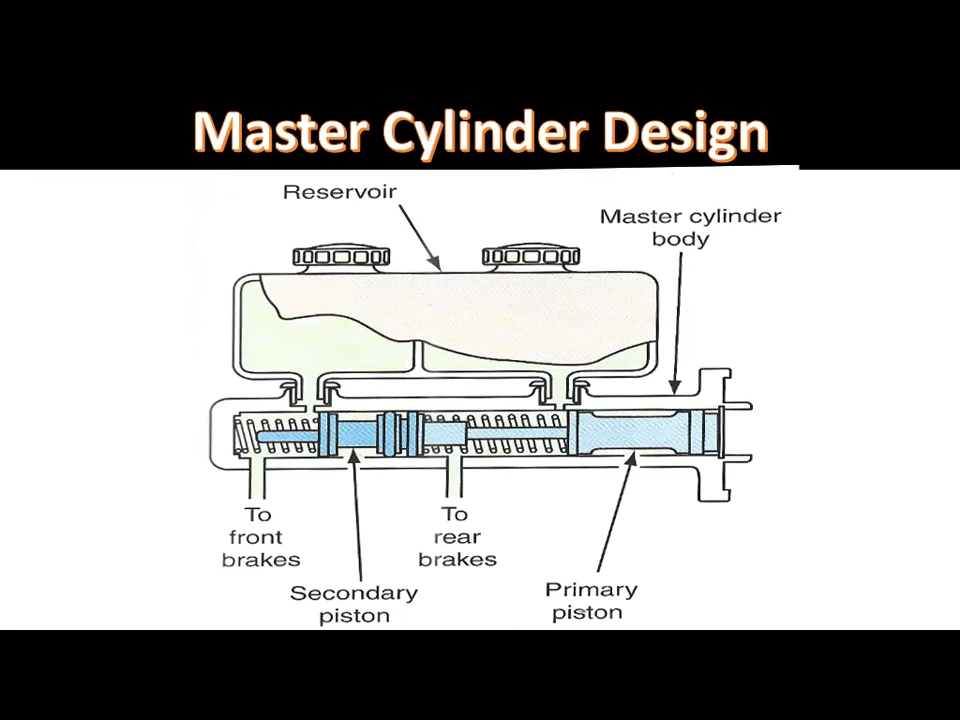 Master Cylinder Design
Reservoir
Master cylinder
body
To
front
brakes
To
rear
brakes
Secondary
piston
Primary
piston